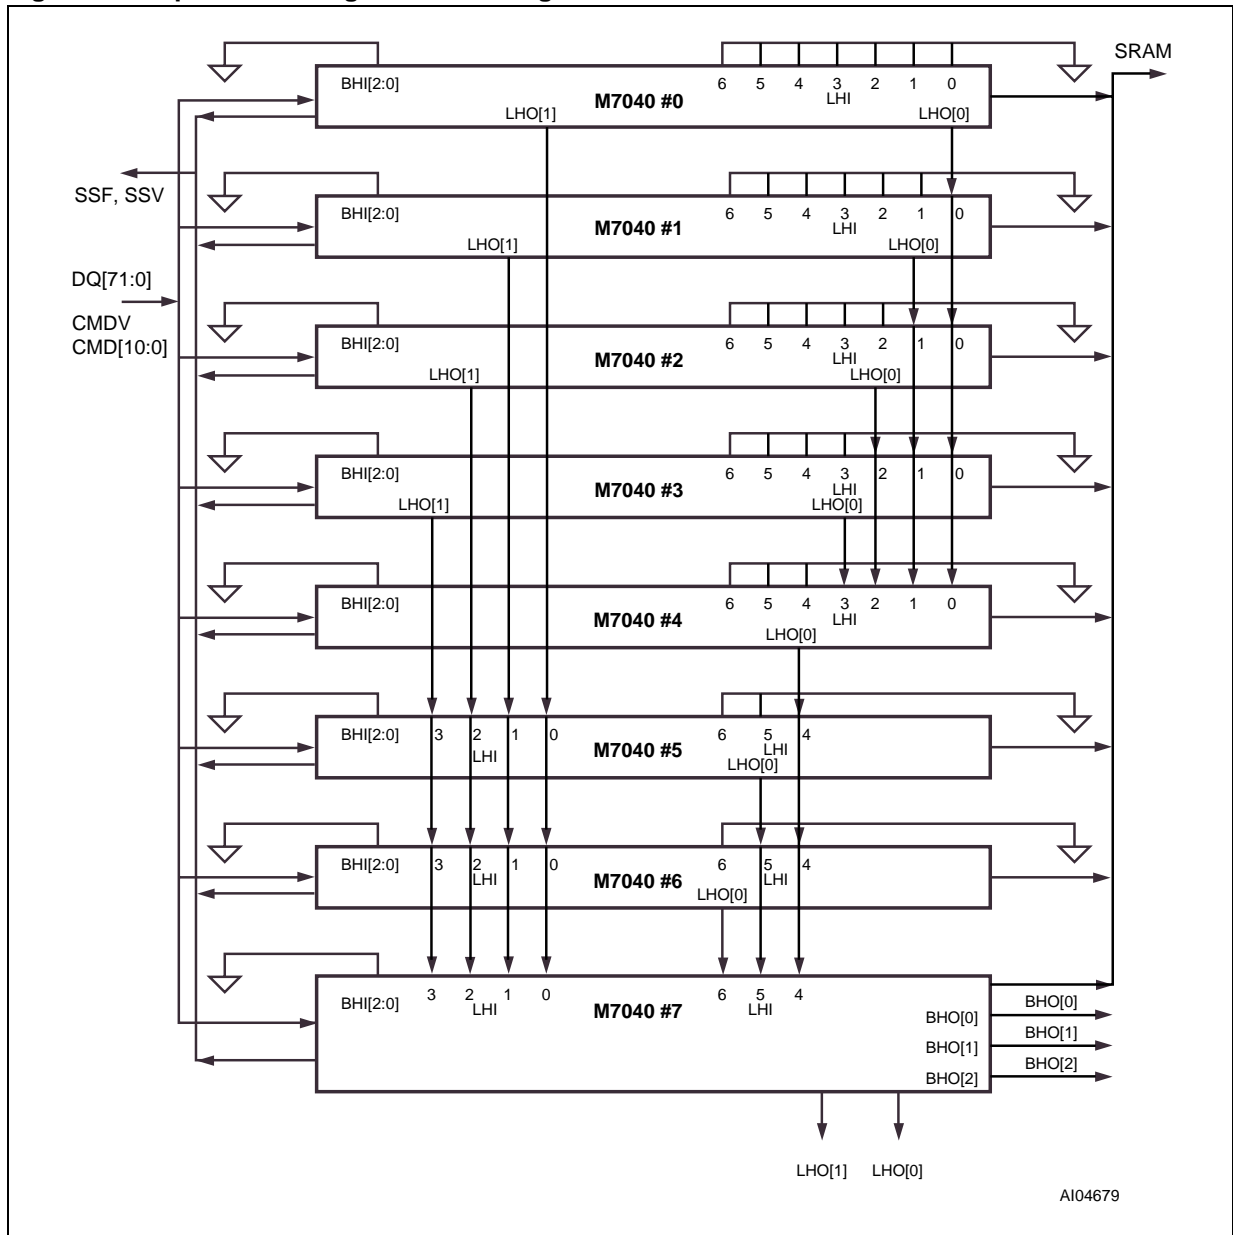 SRAM
BHI[2:0] 6 5 4 3 2 1 0
M7040 #0 LHI
LHO[1] LHO[0]
SSF, SSV
BHI[2:0] 6 5 4 3 2 1 0
M7040 #1 LHI
LHO[1] LHO[0]
DQ[71:0]
CMDV
CMD[10:0]
BHI[2:0] 6 5 4 3 2 1 0
M7040 #2 LHI
LHO[1] LHO[0]
BHI[2:0] 6 5 4 3 2 1 0
M7040 #3 LHI
LHO[1] LHO[0]
BHI[2:0] 6 5 4 3 2 1 0
M7040 #4 LHI
LHO[0]
BHI[2:0] 3 2 1 0 6 5 4
LHI M7040 #5 LHI
LHO[0]
BHI[2:0] 3 2 1 0 6 5 4
LHI M7040 #6 LHI
LHO[0]
BHI[2:0] 3 2 1 0 6 5 4
LHI M7040 #7 LHI
BHO[0] BHO[0]
BHO[1] BHO[1]
BHO[2] BHO[2]
LHO[1] LHO[0]
AI04679